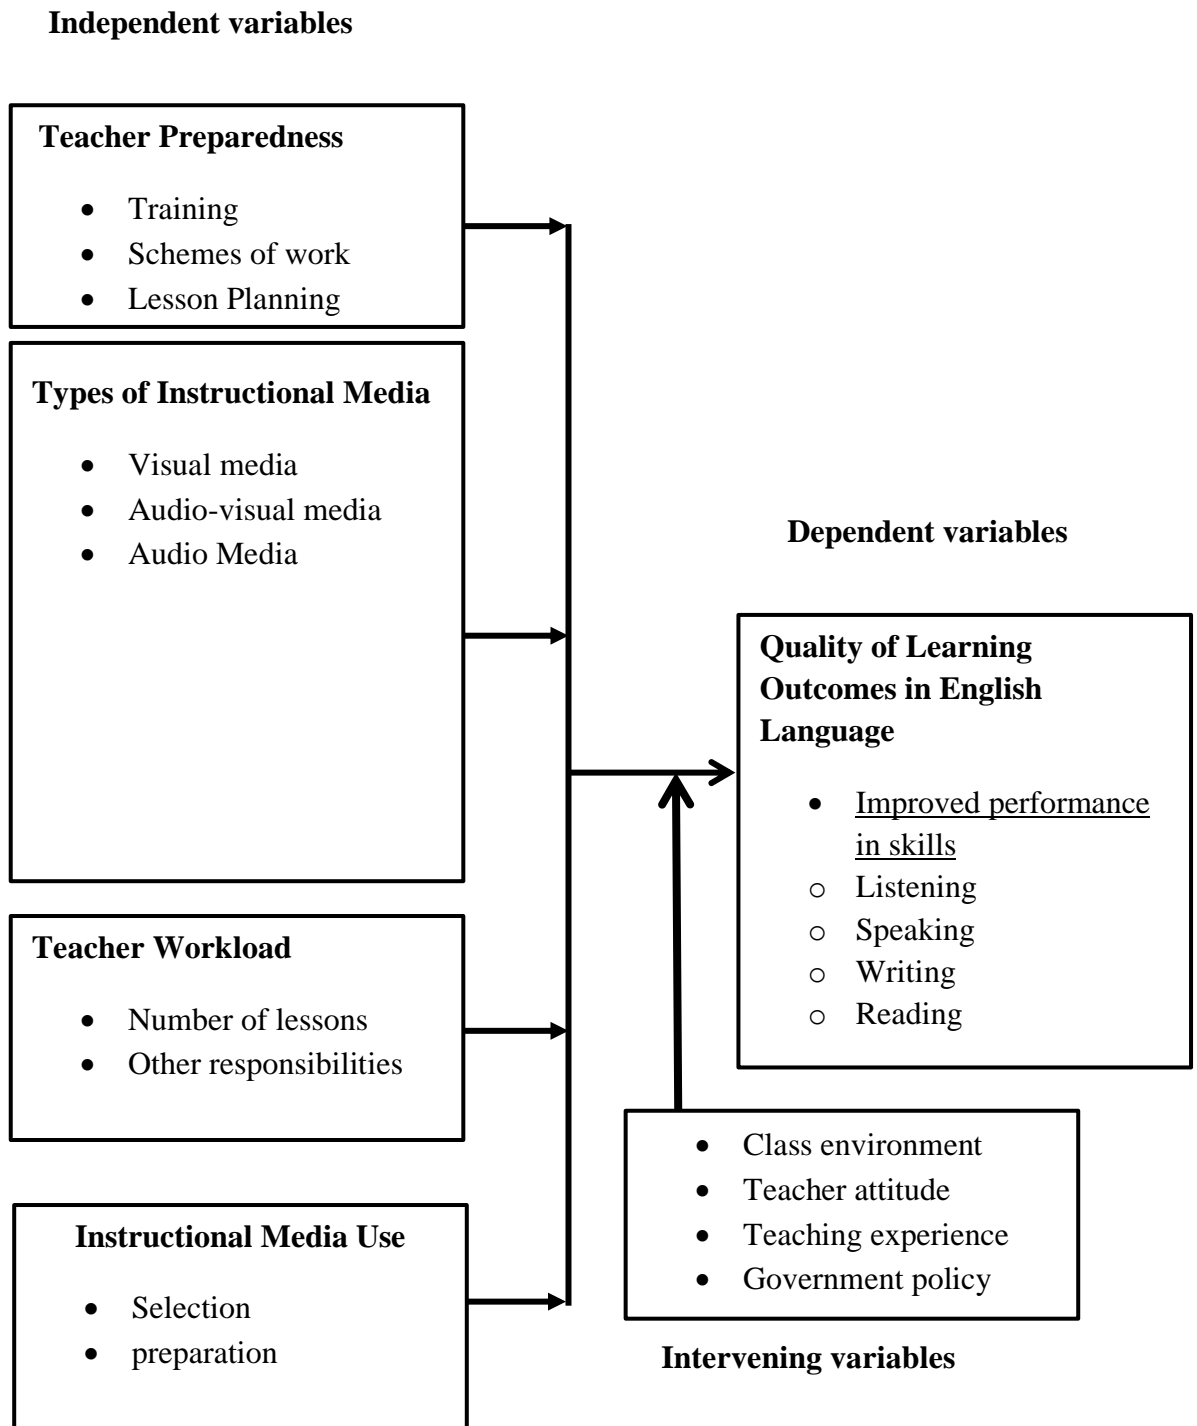 Independent variables
Teacher Preparedness
• Training
• Schemes of work
• Lesson Planning
Types of Instructional Media
• Visual media
• Audio-visual media
• Audio Media
Teacher Workload
• Number of lessons
• Other responsibilities
Instructional Media Use
• Selection
• preparation
Dependent variables
Quality of Learning
Outcomes in English
Language
• Improved performance
in skills
o Listening
o Speaking
o Writing
o Reading
• Class environment
• Teacher attitude
• Teaching experience
• Government policy
Intervening variables